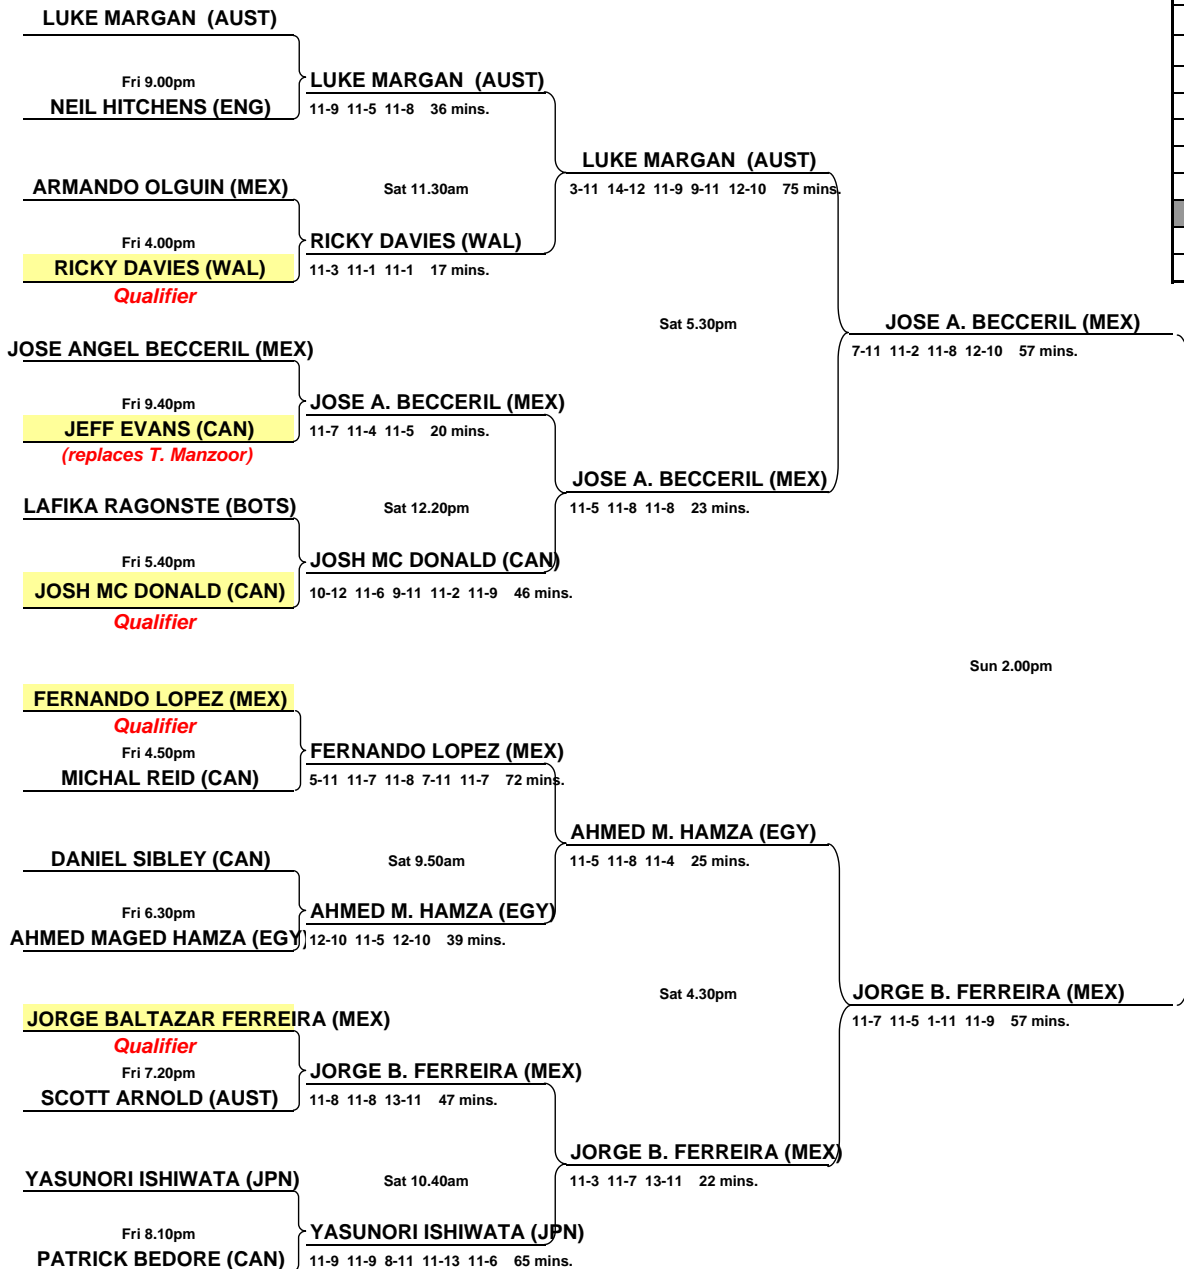 LUKE MARGAN (AUST)
Fri 9.00pm
LUKE MARGAN (AUST)
NEIL HITCHENS (ENG)
11-9 11-5 11-8 36 mins.
LUKE MARGAN (AUST)
ARMANDO OLGUIN (MEX)
Sat 11.30am
3-11 14-12 11-9 9-11 12-10 75 mins.
Fri 4.00pm
RICKY DAVIES (WAL)
RICKY DAVIES (WAL)
11-3 11-1 11-1 17 mins.
Qualifier
Sat 5.30pm
JOSE A. BECCERIL (MEX)
JOSE ANGEL BECCERIL (MEX)
7-11 11-2 11-8 12-10 57 mins.
Fri 9.40pm
JOSE A. BECCERIL (MEX)
JEFF EVANS (CAN)
11-7 11-4 11-5 20 mins.
(replaces T. Manzoor)
JOSE A. BECCERIL (MEX)
LAFIKA RAGONSTE (BOTS)
Sat 12.20pm
11-5 11-8 11-8 23 mins.
Fri 5.40pm
JOSH MC DONALD (CAN)
JOSH MC DONALD (CAN)
10-12 11-6 9-11 11-2 11-9 46 mins.
Qualifier
Sun 2.00pm
FERNANDO LOPEZ (MEX)
Qualifier
Fri 4.50pm
FERNANDO LOPEZ (MEX)
MICHAL REID (CAN)
5-11 11-7 11-8 7-11 11-7 72 mins.
AHMED M. HAMZA (EGY)
DANIEL SIBLEY (CAN)
Sat 9.50am
11-5 11-8 11-4 25 mins.
Fri 6.30pm
AHMED M. HAMZA (EGY)
AHMED MAGED HAMZA (EGY)
12-10 11-5 12-10 39 mins.
Sat 4.30pm
JORGE B. FERREIRA (MEX)
JORGE BALTAZAR FERREIRA (MEX)
11-7 11-5 1-11 11-9 57 mins.
Qualifier
Fri 7.20pm
JORGE B. FERREIRA (MEX)
SCOTT ARNOLD (AUST)
11-8 11-8 13-11 47 mins.
JORGE B. FERREIRA (MEX)
YASUNORI ISHIWATA (JPN)
Sat 10.40am
11-3 11-7 13-11 22 mins.
Fri 8.10pm
YASUNORI ISHIWATA (JPN)
PATRICK BEDORE (CAN)
11-9 11-9 8-11 11-13 11-6 65 mins.